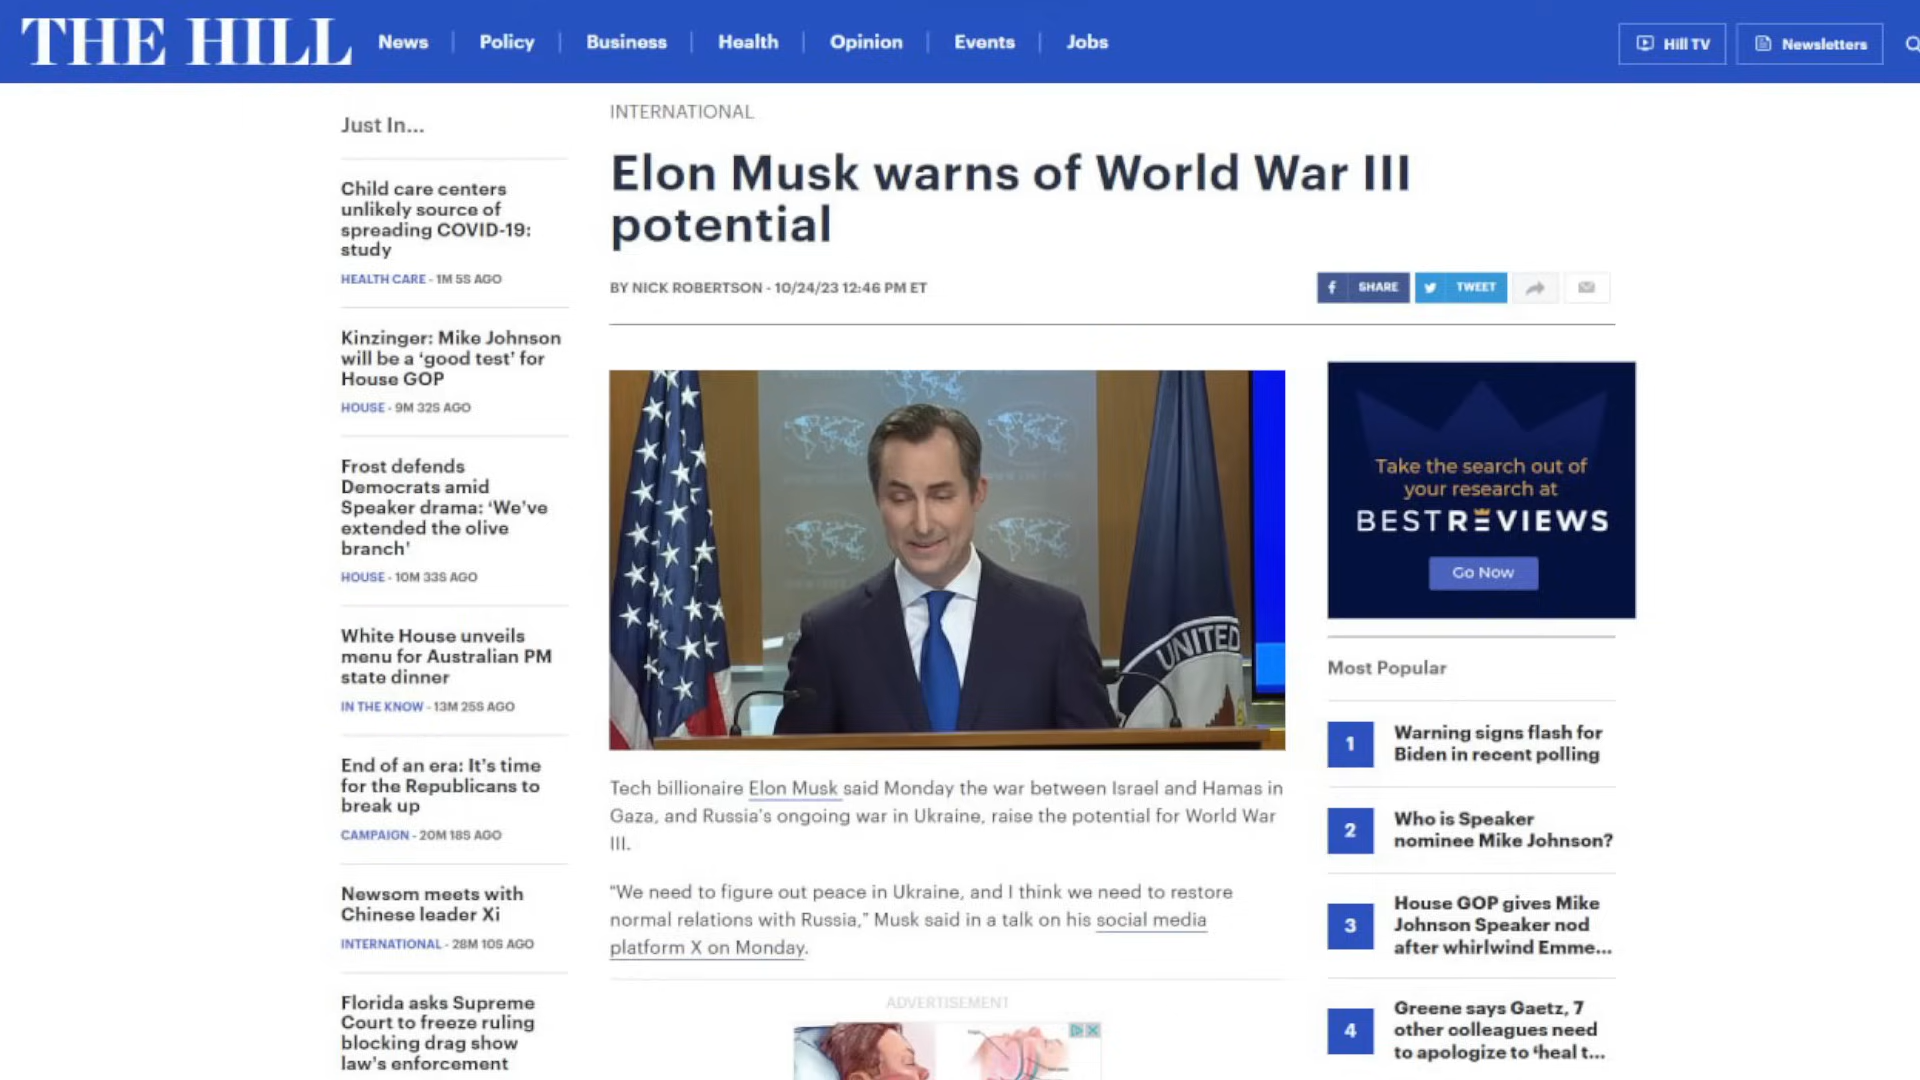 THE HILL
News
Policy
Business
Health
Opinion
Events
Jobs
Hill TV
Newsletters
Just In...
Child care centers
unlikely source of
spreading COVID-19:
study
HEALTH CARE - 1M 5S AGO
Kinzinger: Mike Johnson
will be a ‘good test’ for
House GOP
HOUSE - 9M 32S AGO
Frost defends
Democrats amid
Speaker drama: ‘We’ve
extended the olive
branch’
HOUSE - 10M 33S AGO
White House unveils
menu for Australian PM
state dinner
IN THE KNOW - 13M 25S AGO
End of an era: It’s time
for the Republicans to
break up
CAMPAIGN - 20M 18S AGO
Newsom meets with
Chinese leader Xi
INTERNATIONAL - 28M 10S AGO
Florida asks Supreme
Court to freeze ruling
blocking drag show
law’s enforcement
INTERNATIONAL
Elon Musk warns of World War III
potential
BY NICK ROBERTSON - 10/24/23 12:46 PM ET
SHARE
TWEET
UNITED
Tech billionaire Elon Musk said Monday the war between Israel and Hamas in
Gaza, and Russia’s ongoing war in Ukraine, raise the potential for World War
III.
“We need to figure out peace in Ukraine, and I think we need to restore
normal relations with Russia,” Musk said in a talk on his social media
platform X on Monday.
ADVERTISEMENT
Take the search out of
your research at
BESTREVIEWS
Go Now
Most Popular
1
Warning signs flash for
Biden in recent polling
2
Who is Speaker
nominee Mike Johnson?
3
House GOP gives Mike
Johnson Speaker nod
after whirlwind Emme...
4
Greene says Gaetz, 7
other colleagues need
to apologize to ‘heal t...